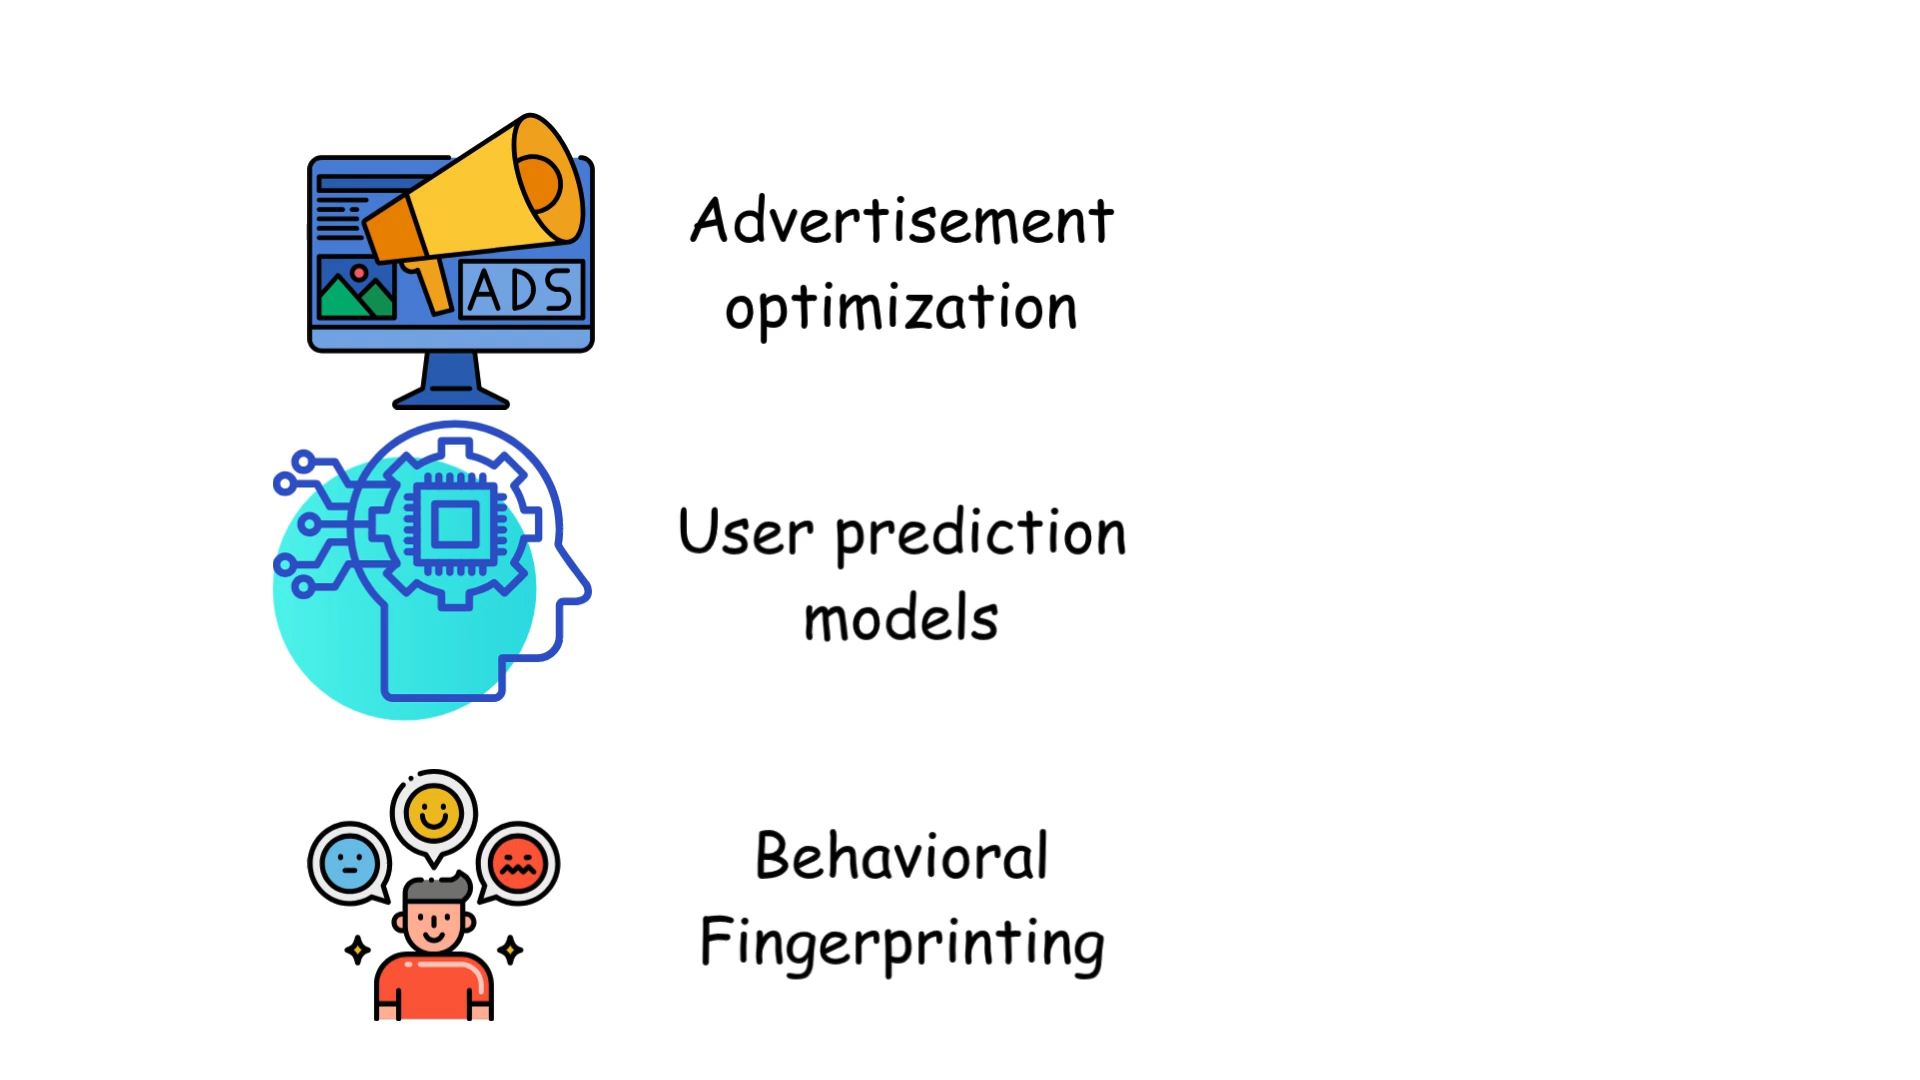 ADS
Advertisement
optimization
User prediction
models
Behavioral
Fingerprinting